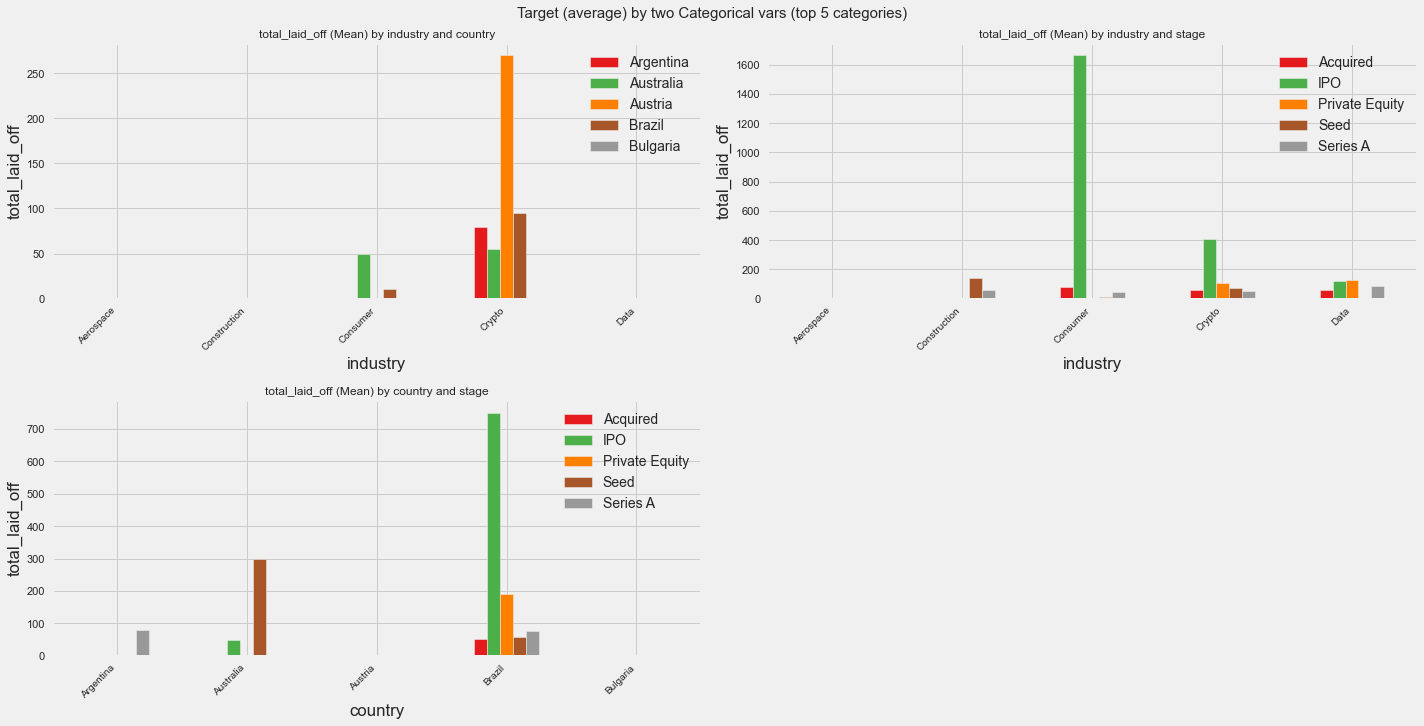 Target (average) by two Categorical vars (top 5 categories)
total_laid_off (Mean) by industry and country
total_laid_off
250
200
150
100
50
0
Argentina
Australia
Austria
Brazil
Bulgaria
Aerospace
Construction
Consumer
Crypto
Data
industry
total_laid_off (Mean) by industry and stage
total_laid_off
1600
1400
1200
1000
800
600
400
200
0
Acquired
IPO
Private Equity
Seed
Series A
Aerospace
Construction
Consumer
Crypto
Data
industry
total_laid_off (Mean) by country and stage
total_laid_off
700
600
500
400
300
200
100
0
Acquired
IPO
Private Equity
Seed
Series A
Argentina
Australia
Austria
Brazil
Bulgaria
country